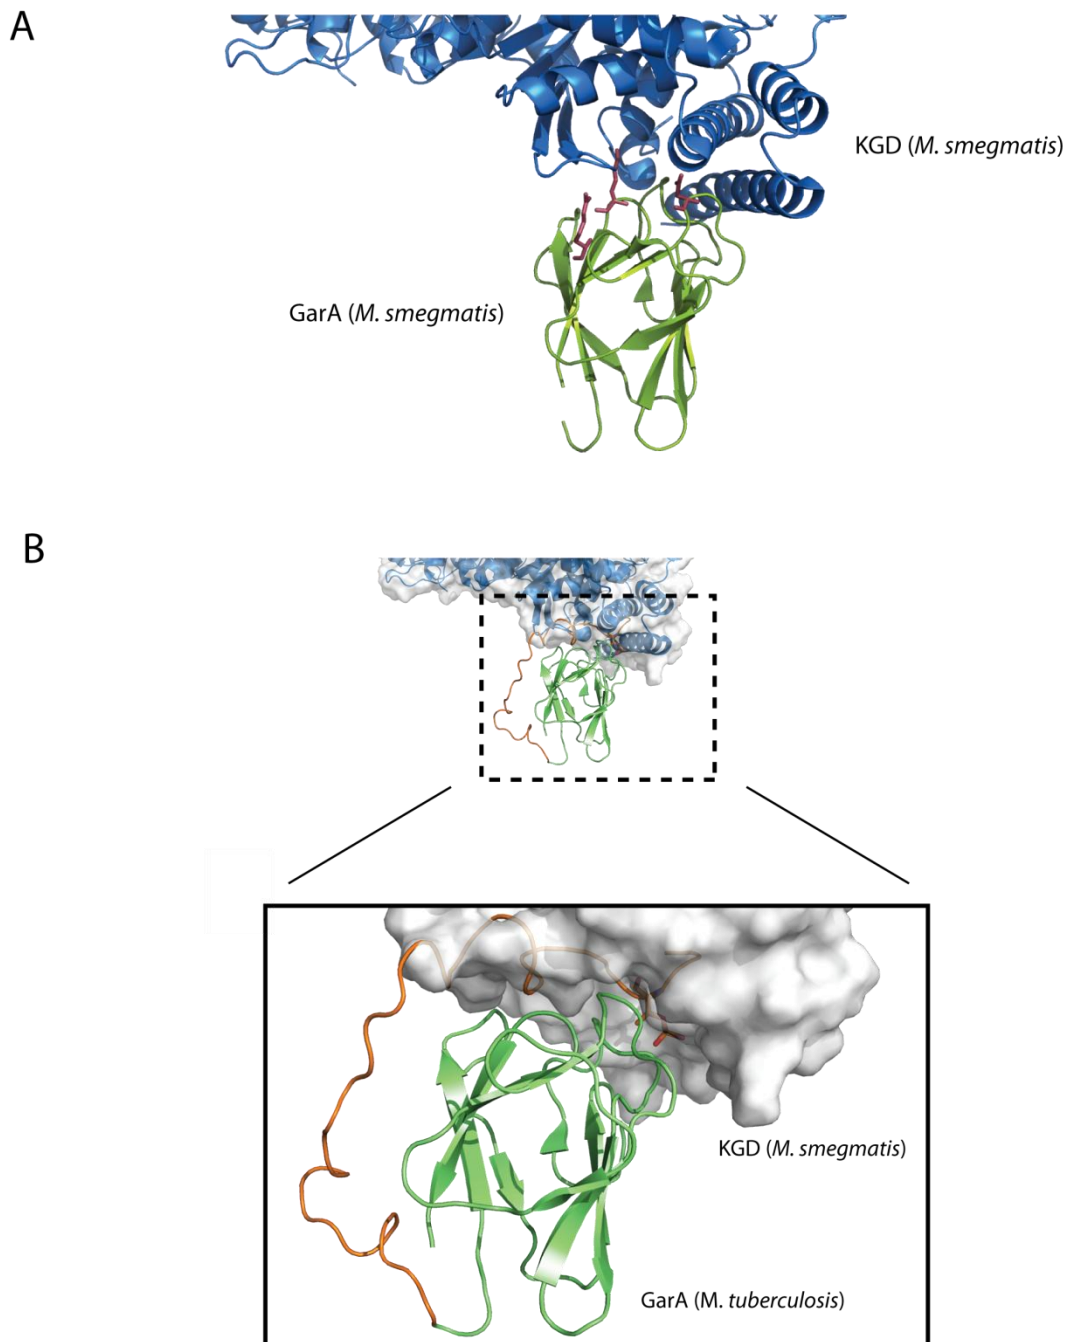 A
KGD (M. smegmatis)
GarA (M. smegmatis)
B
KGD (M. smegmatis)
GarA (M. tuberculosis)